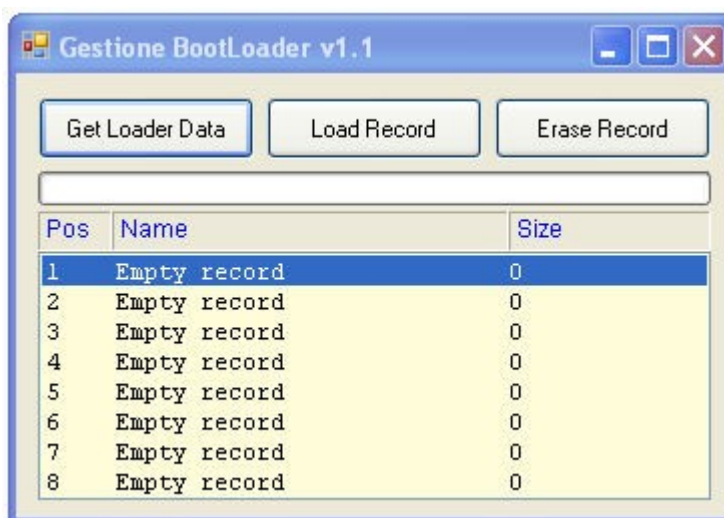 Gestione BootLoader v1.1
Get Loader Data Load Record Erase Record
Pos Name Size
1 Empty record 0
2 Empty record 0
3 Empty record 0
4 Empty record 0
5 Empty record 0
6 Empty record 0
7 Empty record 0
8 Empty record 0